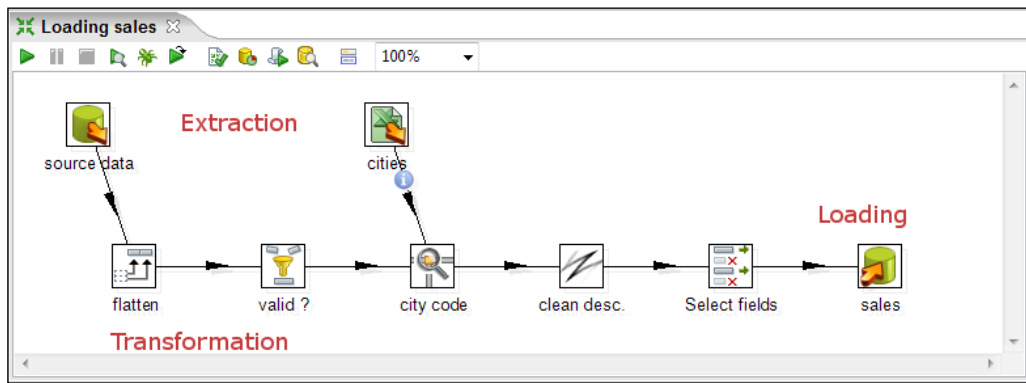 Loading sales
100%
Extraction
source data
cities
Loading
flatten
valid ?
city code
clean desc.
Select fields
sales
Transformation